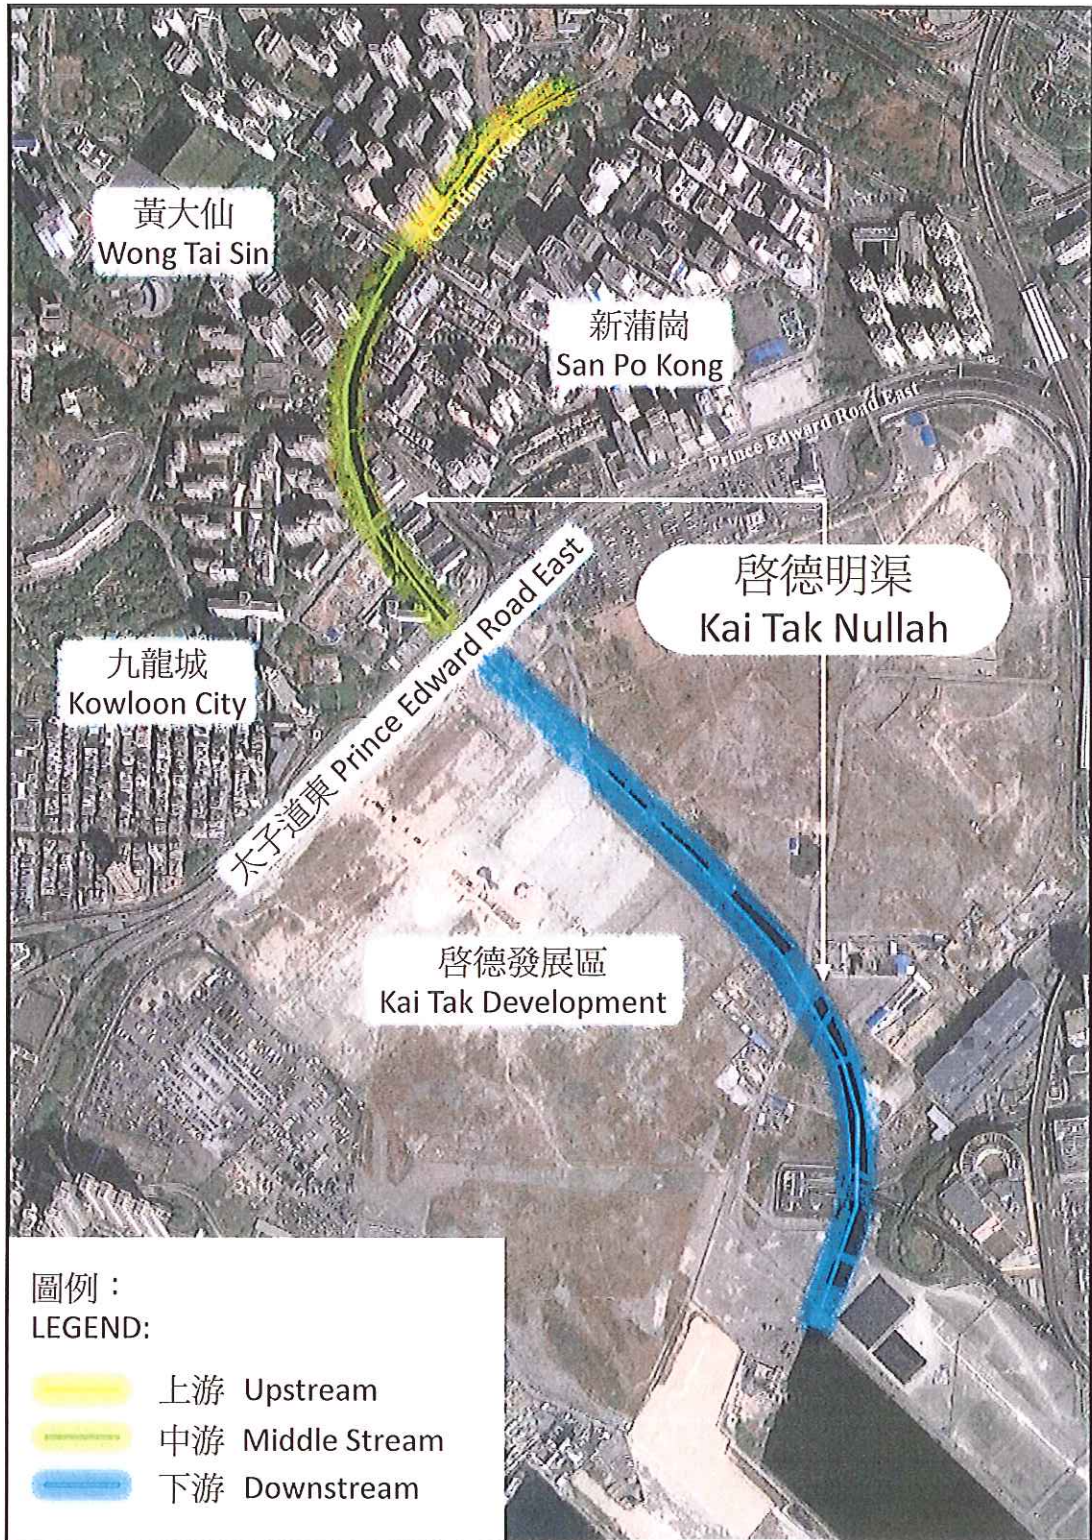 黃大仙
Wong Tai Sin
新蒲崗
San Po Kong
Prince Edward Road East
啓德明渠
Kai Tak Nullah
太子道東 Prince Edward Road East
九龍城
Kowloon City
啓德發展區
Kai Tak Development
圖例：
LEGEND:
上游 Upstream
中游 Middle Stream
下游 Downstream